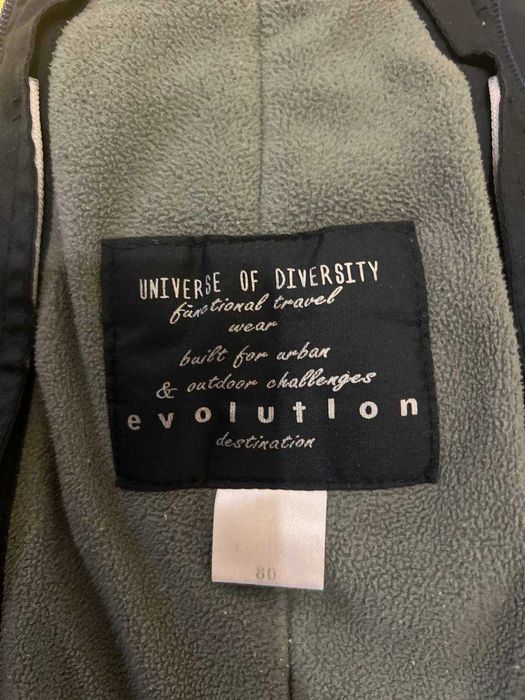 UNIVERSE OF DIVERSITY
functional travel
wear
built for urban
& outdoor challenges
evolution
destination
80